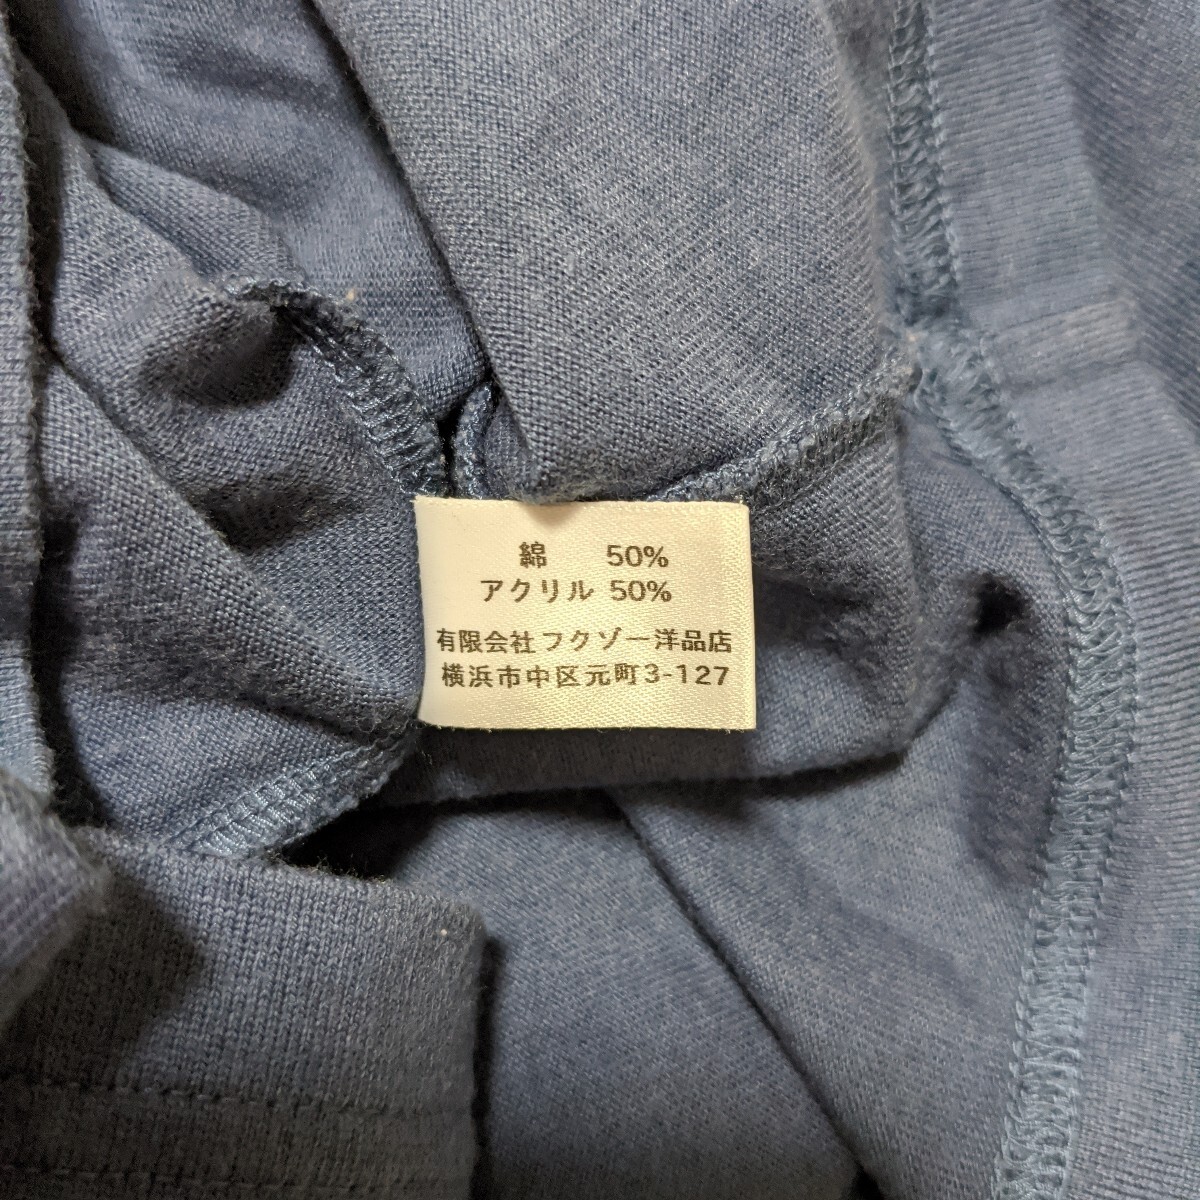 綿 50%
アクリル 50%
有限会社フクゾー洋品店
横浜市中区元町3-127